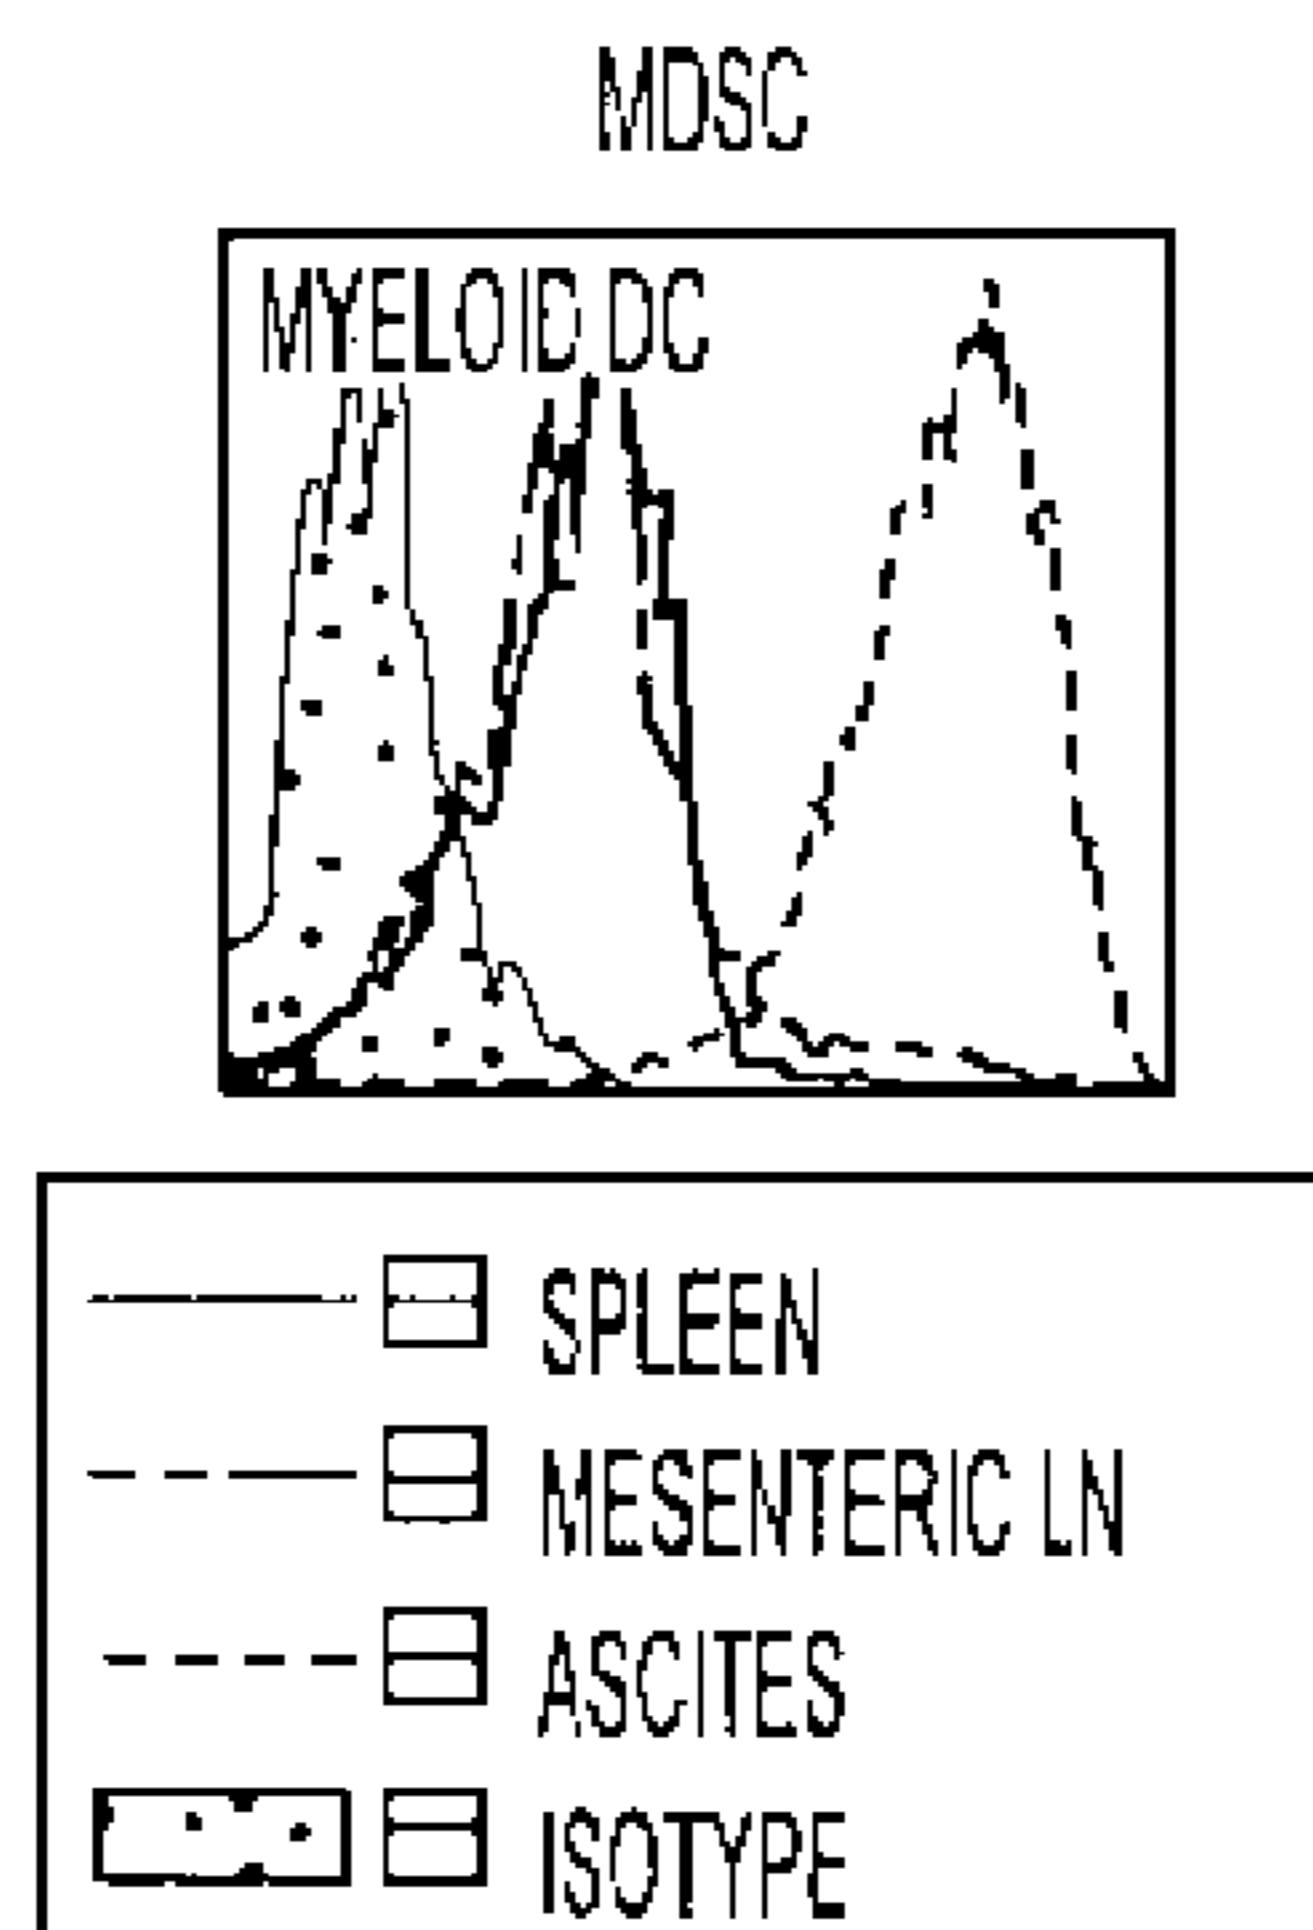 MDSC
MYELOID DC
SPLEEN
MESENTERIC LN
ASCITES
ISOTYPE